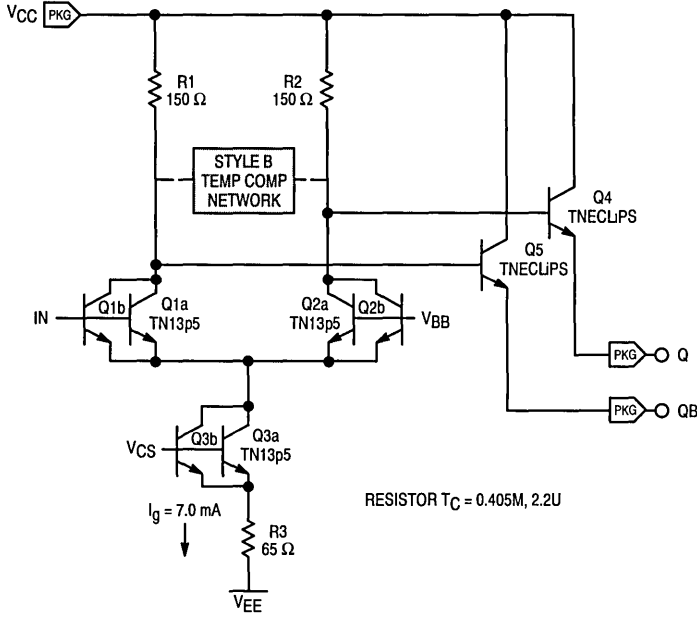 VCC PKG
R1
150 Ω
R2
150 Ω
STYLE B
TEMP COMP
NETWORK
Q4
TNECLiPS
Q5
TNECLiPS
IN
Q1b
Q1a
TN13p5
Q2a
TN13p5
Q2b
VBB
PKG Q
PKG QB
VCS
Q3b
Q3a
TN13p5
Ig = 7.0 mA
R3
65 Ω
VEE
RESISTOR TC = 0.405M, 2.2U